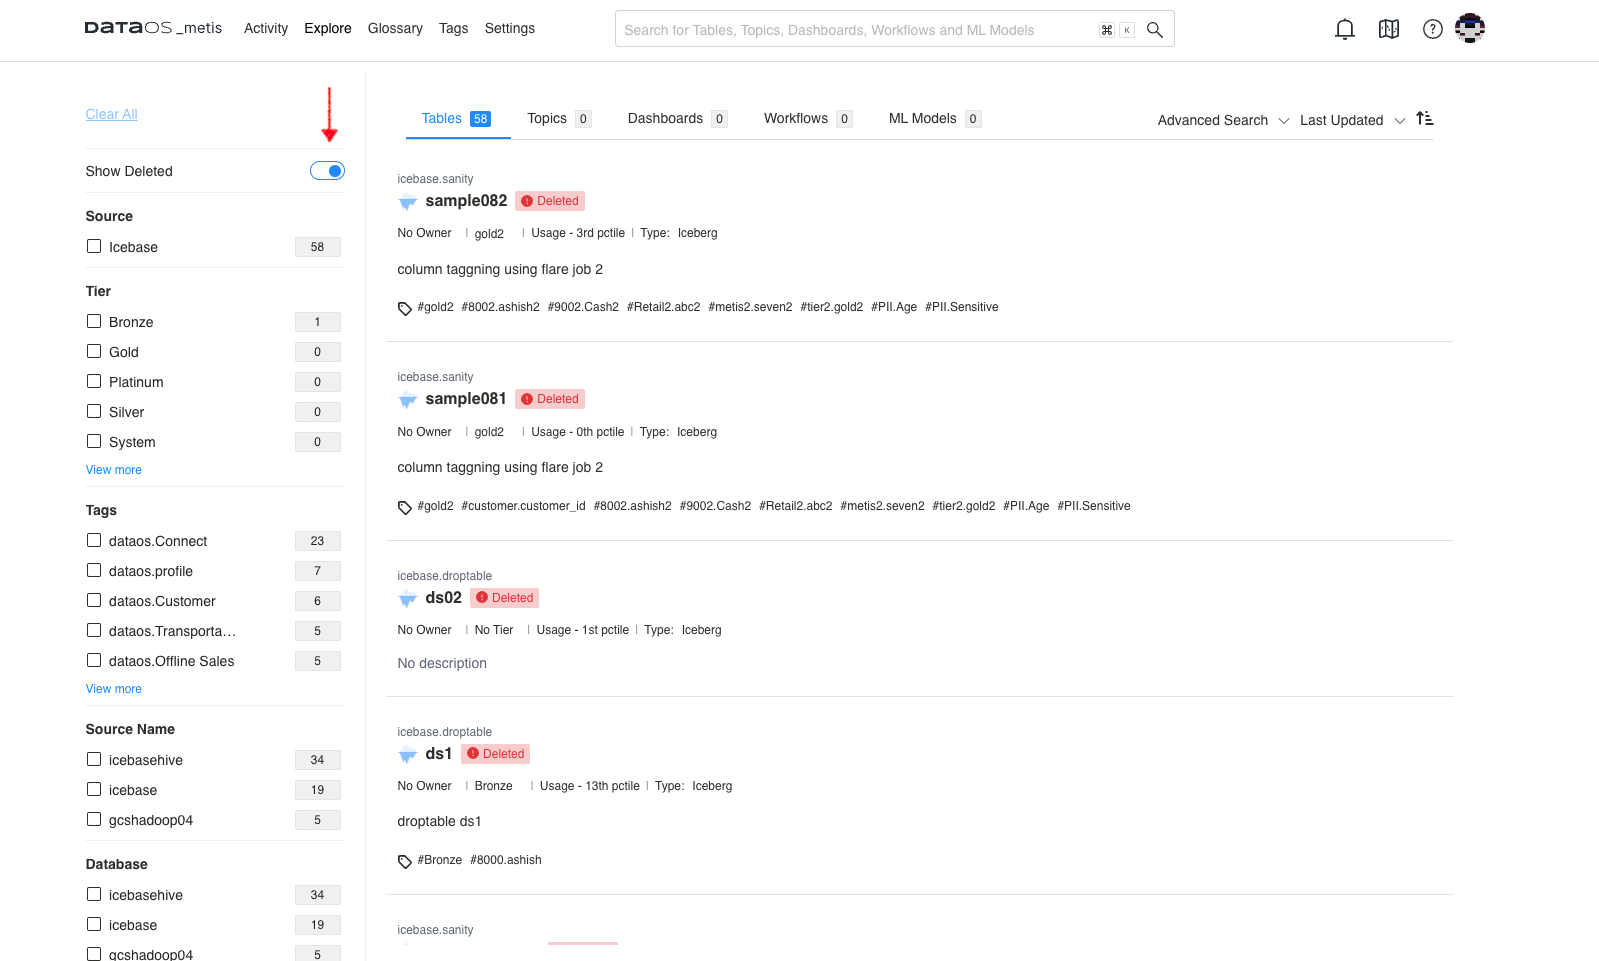 DATAOS_metis Activity Explore Glossary Tags Settings Search for Tables, Topics, Dashboards, Workflows and ML Models ⌘ K ?
Clear All
Show Deleted
Source
Icebase 58
Tier
Bronze 1
Gold 0
Platinum 0
Silver 0
System 0
View more
Tags
dataos.Connect 23
dataos.profile 7
dataos.Customer 6
dataos.Transporta... 5
dataos.Offline Sales 5
View more
Source Name
icebasehive 34
icebase 19
gcshadoop04 5
Database
icebasehive 34
icebase 19
gcshadoop04 5
Tables 58 Topics 0 Dashboards 0 Workflows 0 ML Models 0 Advanced Search Last Updated
icebase.sanity
sample082 Deleted
No Owner | gold2 | Usage - 3rd pctile | Type: Iceberg
column taggning using flare job 2
#gold2 #8002.ashish2 #9002.Cash2 #Retail2.abc2 #metis2.seven2 #tier2.gold2 #PII.Age #PII.Sensitive
icebase.sanity
sample081 Deleted
No Owner | gold2 | Usage - 0th pctile | Type: Iceberg
column taggning using flare job 2
#gold2 #customer.customer_id #8002.ashish2 #9002.Cash2 #Retail2.abc2 #metis2.seven2 #tier2.gold2 #PII.Age #PII.Sensitive
icebase.droptable
ds02 Deleted
No Owner | No Tier | Usage - 1st pctile | Type: Iceberg
No description
icebase.droptable
ds1 Deleted
No Owner | Bronze | Usage - 13th pctile | Type: Iceberg
droptable ds1
#Bronze #8000.ashish
icebase.sanity